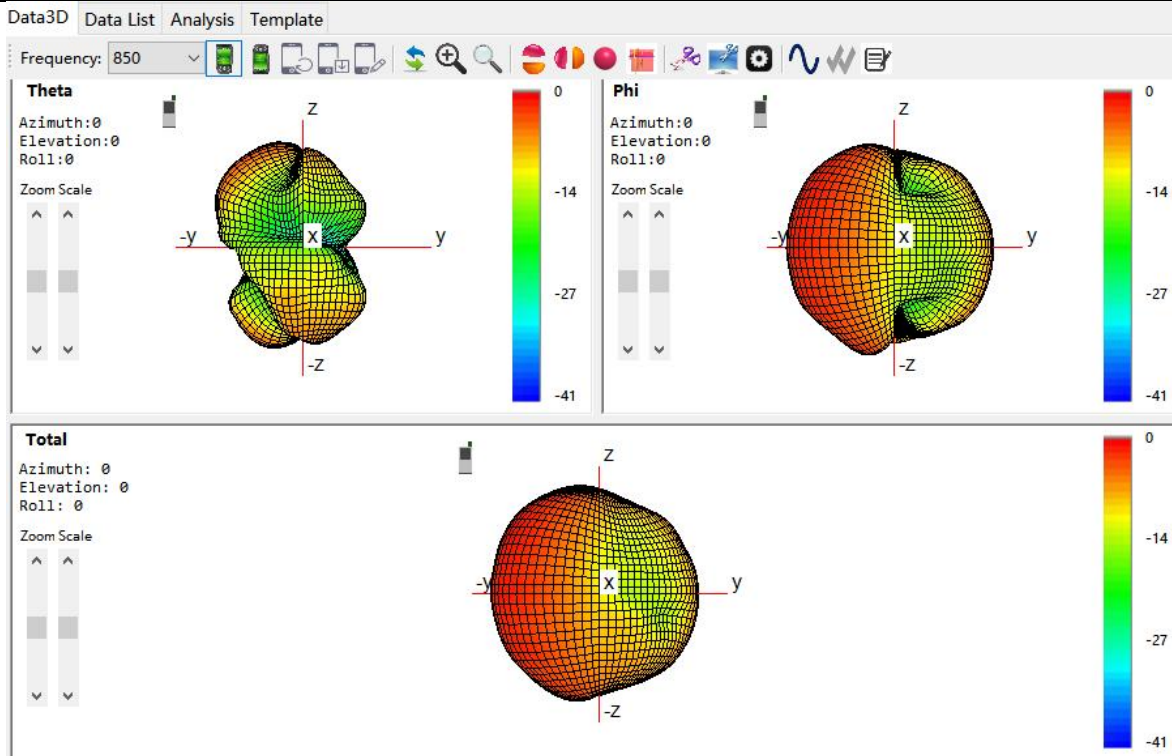 Data3D Data List Analysis Template
Frequency: 850
Theta
Azimuth:0
Elevation:0
Roll:0
Zoom Scale
z
-y
X
y
-z
0
-14
-27
-41
Phi
Azimuth:0
Elevation:0
Roll:0
Zoom Scale
z
-y
X
y
-z
0
-14
-27
-41
Total
Azimuth: 0
Elevation: 0
Roll: 0
Zoom Scale
z
-y
X
y
-z
0
-14
-27
-41